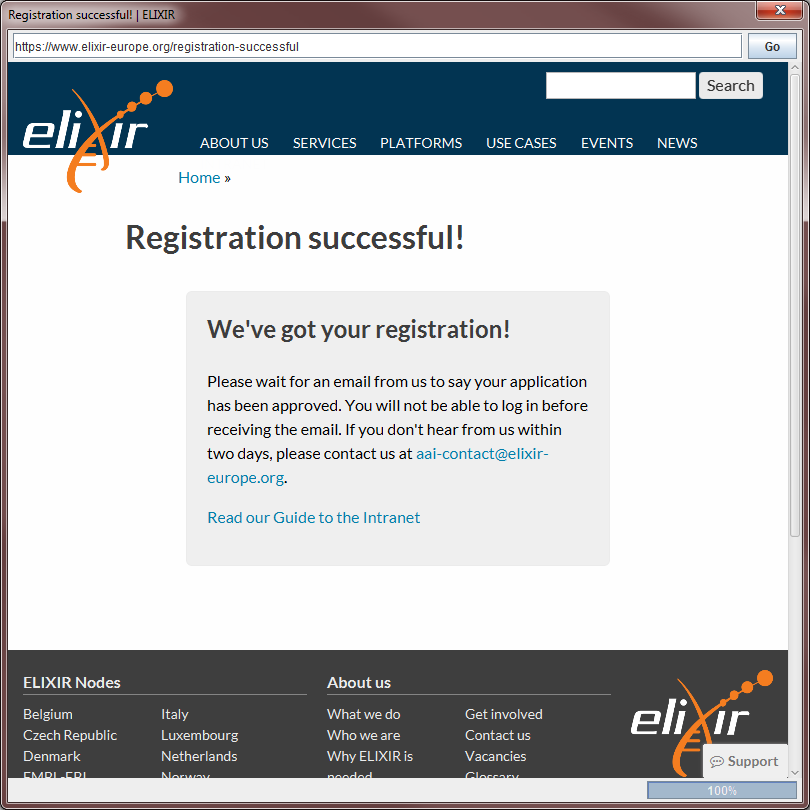 Registration successful! | ELIXIR
https://www.elixir-europe.org/registration-successful
Go
Search
elixir
ABOUT US SERVICES PLATFORMS USE CASES EVENTS NEWS
Home »
Registration successful!
We've got your registration!
Please wait for an email from us to say your application
has been approved. You will not be able to log in before
receiving the email. If you don't hear from us within
two days, please contact us at aai-contact@elixir-
europe.org.
Read our Guide to the Intranet
ELIXIR Nodes
Belgium Italy
Czech Republic Luxembourg
Denmark Netherlands
EMBL-EBI Norway
About us
What we do Get involved
Who we are Contact us
Why ELIXIR is Vacancies
needed Glossary
elixir
Support
100%